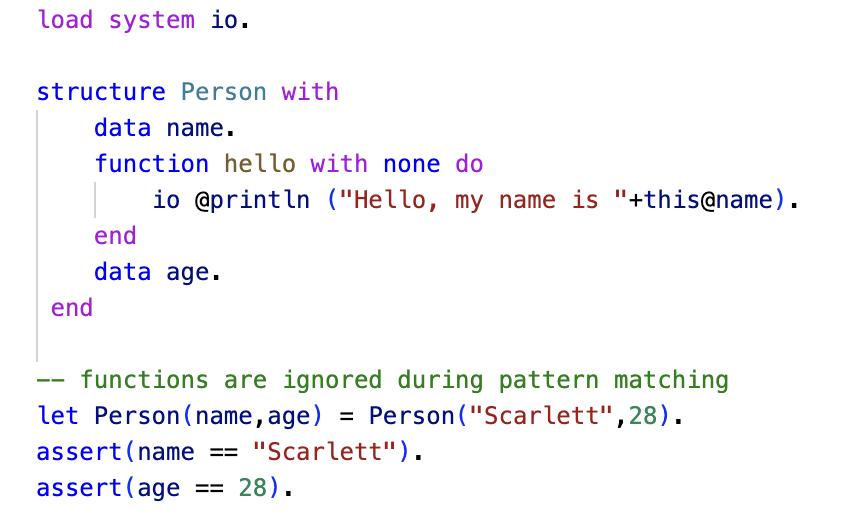 load system io.
structure Person with
data name.
function hello with none do
io @println ("Hello, my name is "+this@name).
end
data age.
end
-- functions are ignored during pattern matching
let Person(name,age) = Person("Scarlett",28).
assert(name == "Scarlett").
assert(age == 28).